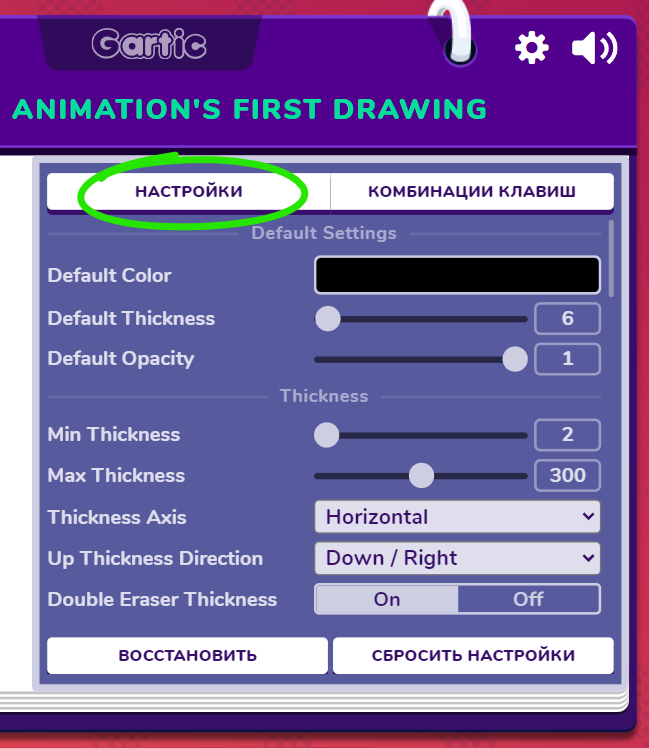 Gartic
ANIMATION'S FIRST DRAWING
НАСТРОЙКИ КОМБИНАЦИИ КЛАВИШ
Default Settings
Default Color
Default Thickness 6
Default Opacity 1
Thickness
Min Thickness 2
Max Thickness 300
Thickness Axis Horizontal
Up Thickness Direction Down / Right
Double Eraser Thickness On Off
ВОССТАНОВИТЬ СБРОСИТЬ НАСТРОЙКИ